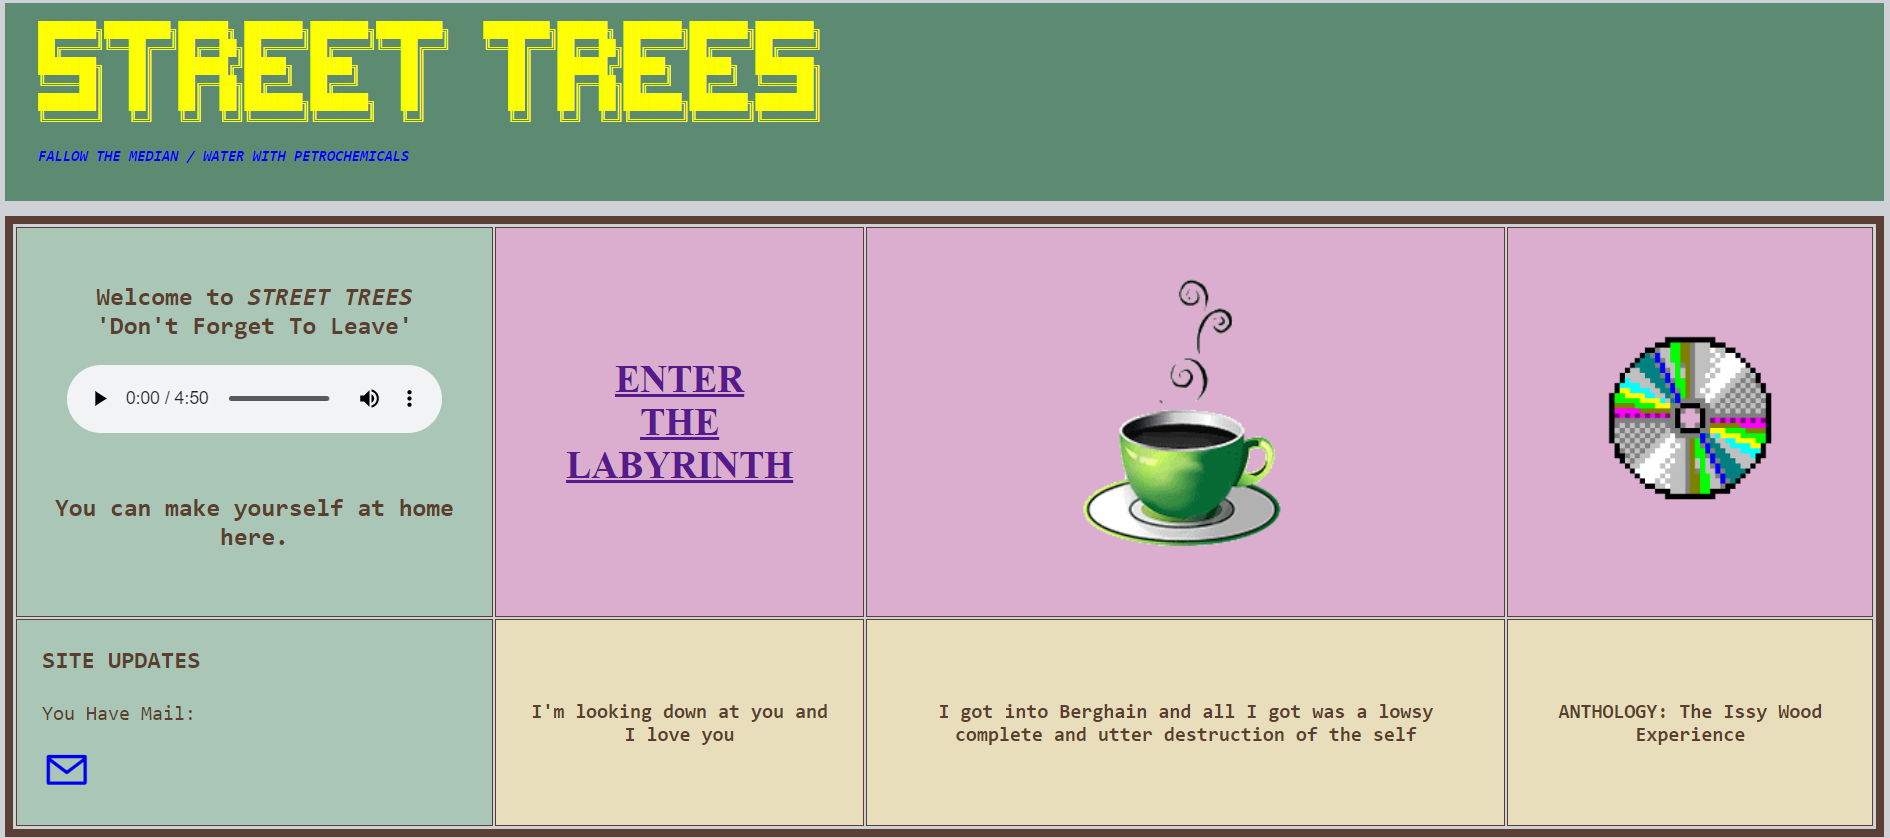 STREET TREES
FALLOW THE MEDIAN / WATER WITH PETROCHEMICALS
Welcome to STREET TREES
'Don't Forget To Leave'
0:00 / 4:50
You can make yourself at home
here.
ENTER
THE
LABYRINTH
SITE UPDATES
You Have Mail:
I'm looking down at you and
I love you
I got into Berghain and all I got was a lowsy
complete and utter destruction of the self
ANTHOLOGY: The Issy Wood
Experience